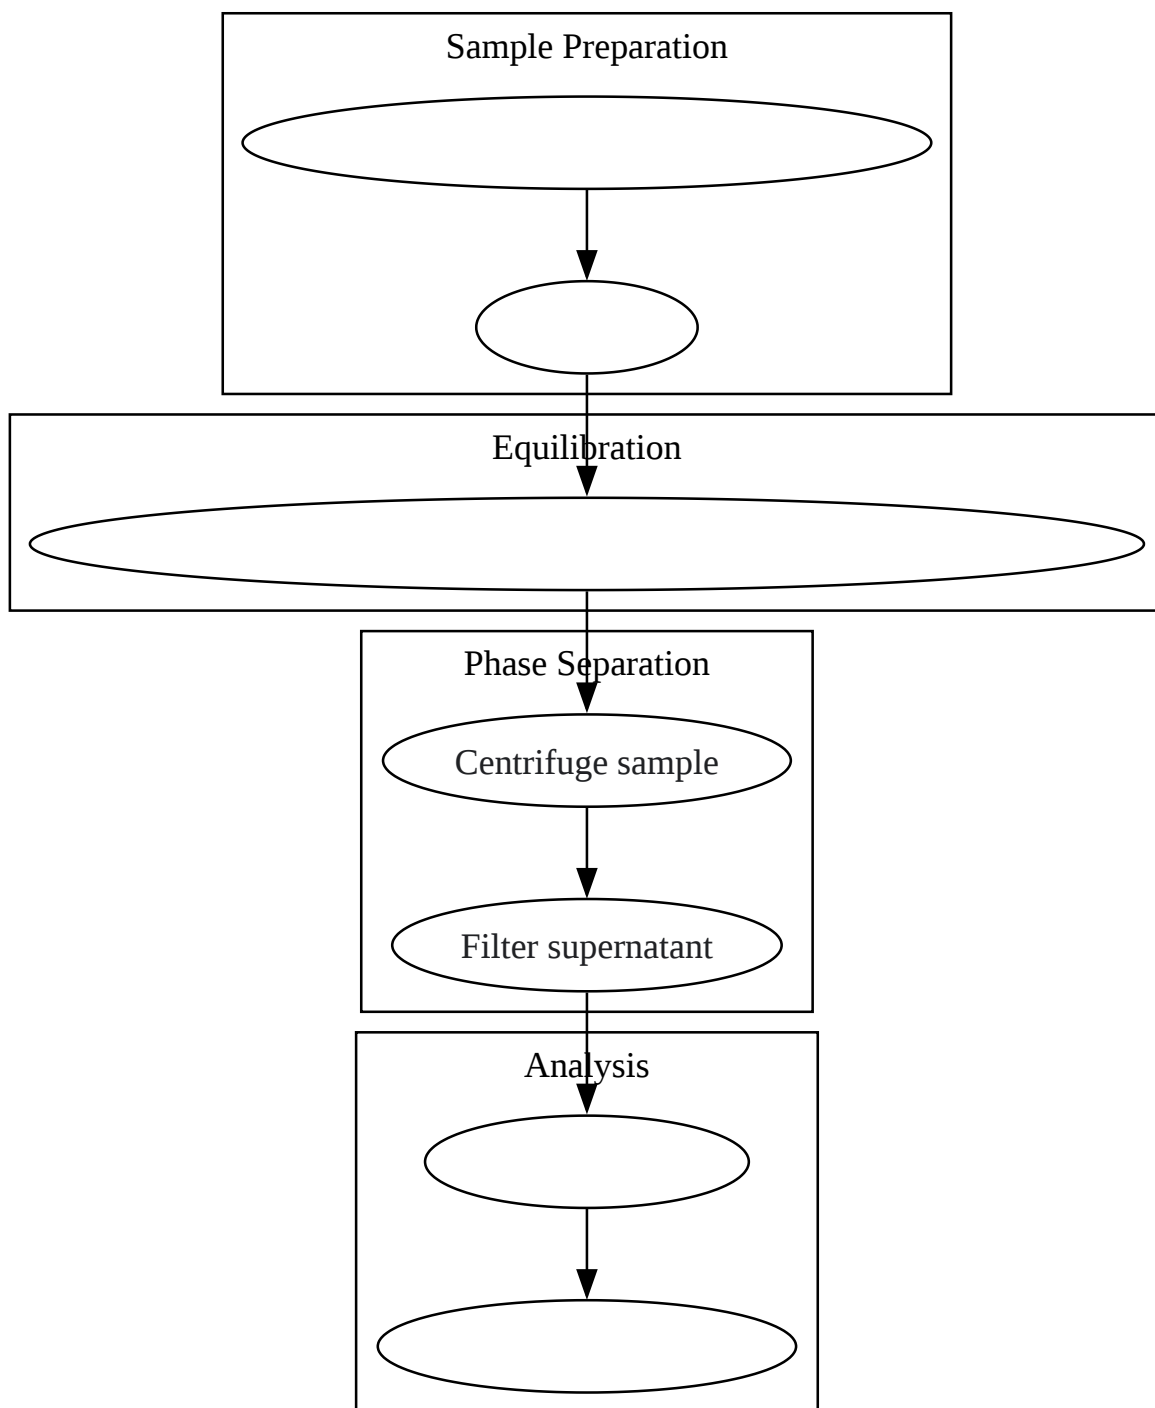 Sample Preparation
Equilibration
Phase Separation
Centrifuge sample
Filter supernatant
Analysis